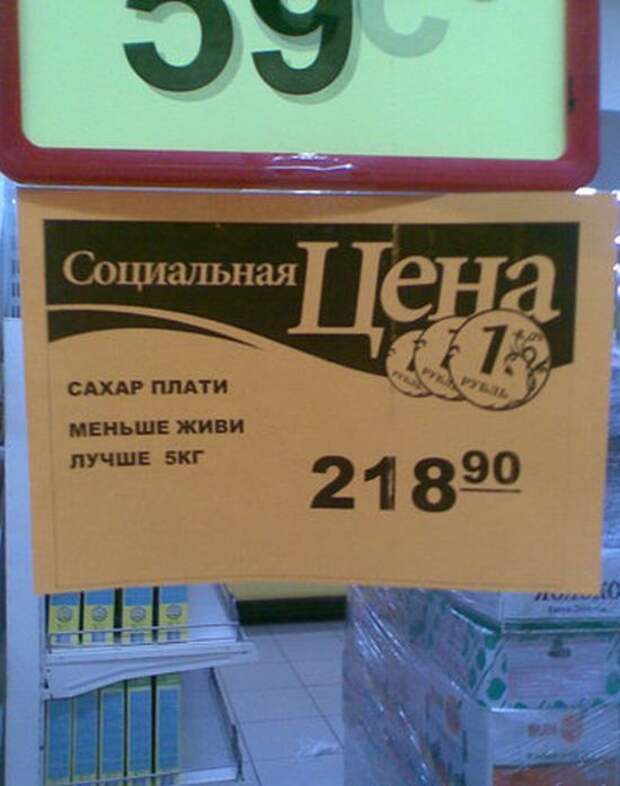 59
Социальная Цена
1 РУБЛЬ
САХАР ПЛАТИ
МЕНЬШЕ ЖИВИ
ЛУЧШЕ 5КГ
218 90